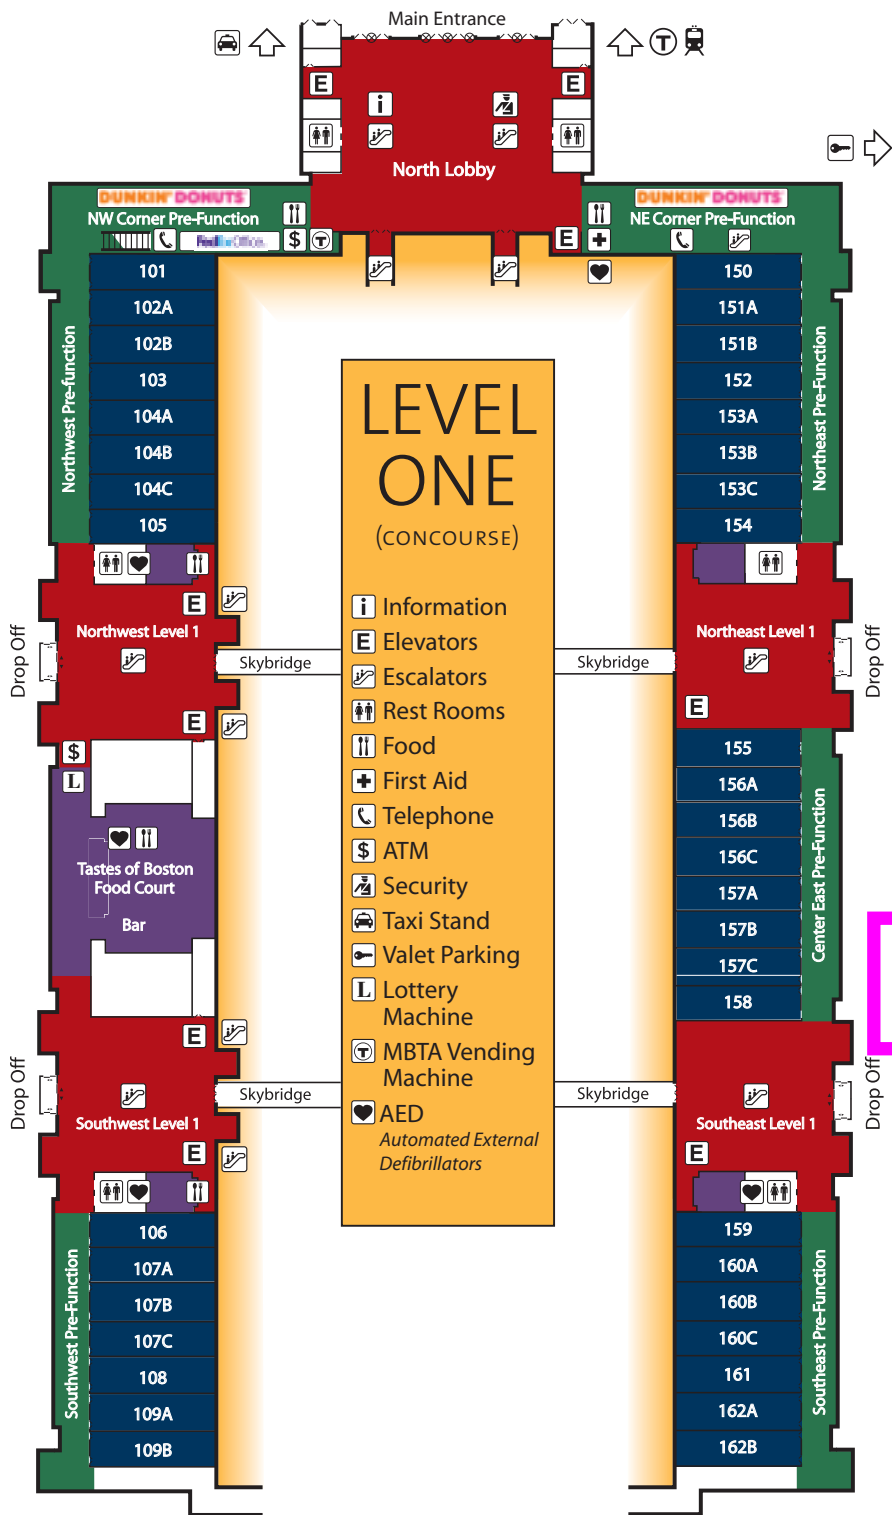 Main Entrance
T
E
E
i
North Lobby
DUNKIN' DONUTS
NW Corner Pre-Function
$
T
E
DUNKIN' DONUTS
NE Corner Pre-Function
FedEx Office.
101
102A
102B
103
104A
104B
104C
105
Northwest Pre-function
150
151A
151B
152
153A
153B
153C
154
Northeast Pre-Function
LEVEL
ONE
(CONCOURSE)
i Information
E Elevators
Escalators
Rest Rooms
Food
First Aid
Telephone
$ ATM
Security
Taxi Stand
Valet Parking
L Lottery
Machine
T MBTA Vending
Machine
AED
Automated External
Defibrillators
E
Northwest Level 1
Drop Off
Skybridge
E
Skybridge
Northeast Level 1
Drop Off
E
$
L
Tastes of Boston
Food Court
Bar
155
156A
156B
156C
157A
157B
157C
158
Center East Pre-Function
E
Drop Off
Skybridge
Southwest Level 1
E
Skybridge
Drop Off
Southeast Level 1
E
106
107A
107B
107C
108
109A
109B
Southwest Pre-Function
159
160A
160B
160C
161
162A
162B
Southeast Pre-Function